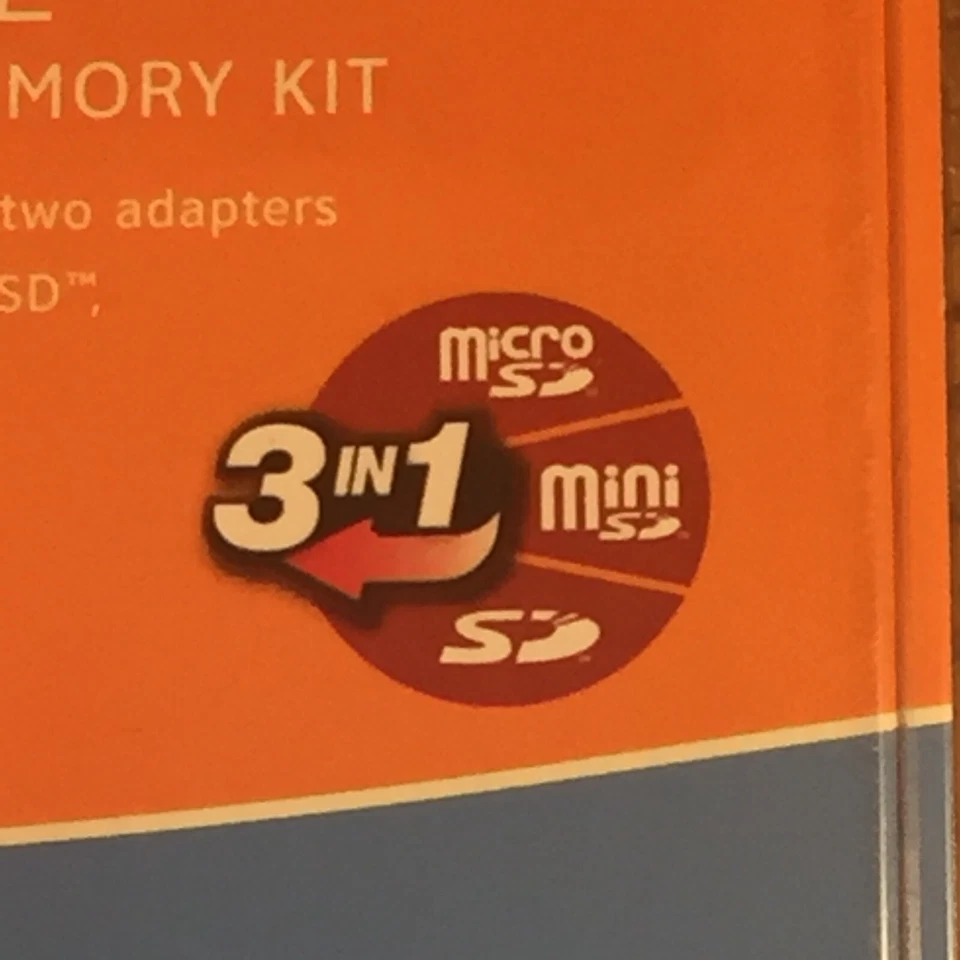 MORY KIT
two adapters
SD™,
micro
SD
3 IN 1
mini
SD
SD